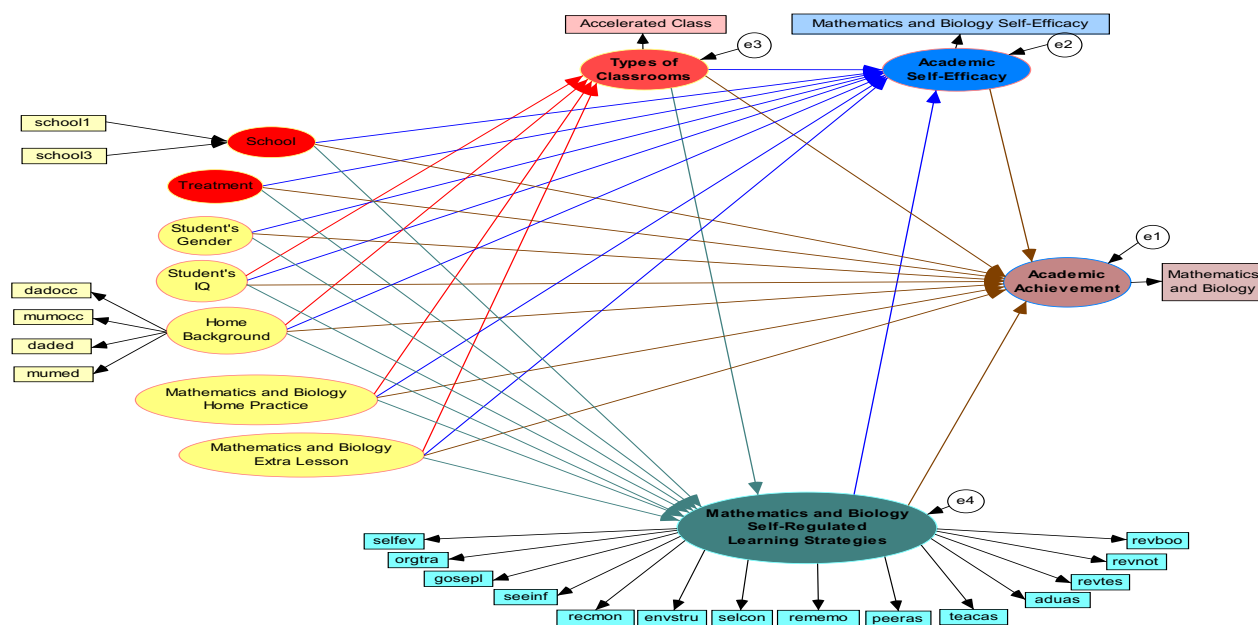 Accelerated Class
Mathematics and Biology Self-Efficacy
e3
e2
Types of
Classrooms
Academic
Self-Efficacy
school1
school3
School
Treatment
Student's
Gender
Student's
IQ
e1
Academic
Achievement
Mathematics
and Biology
dadocc
mumocc
daded
mumed
Home
Background
Mathematics and Biology
Home Practice
Mathematics and Biology
Extra Lesson
e4
Mathematics and Biology
Self-Regulated
Learning Strategies
selfev
orgtra
gosepl
seeinf
recmon
envstru
selcon
rememo
peeras
teacas
aduas
revtes
revnot
revboo